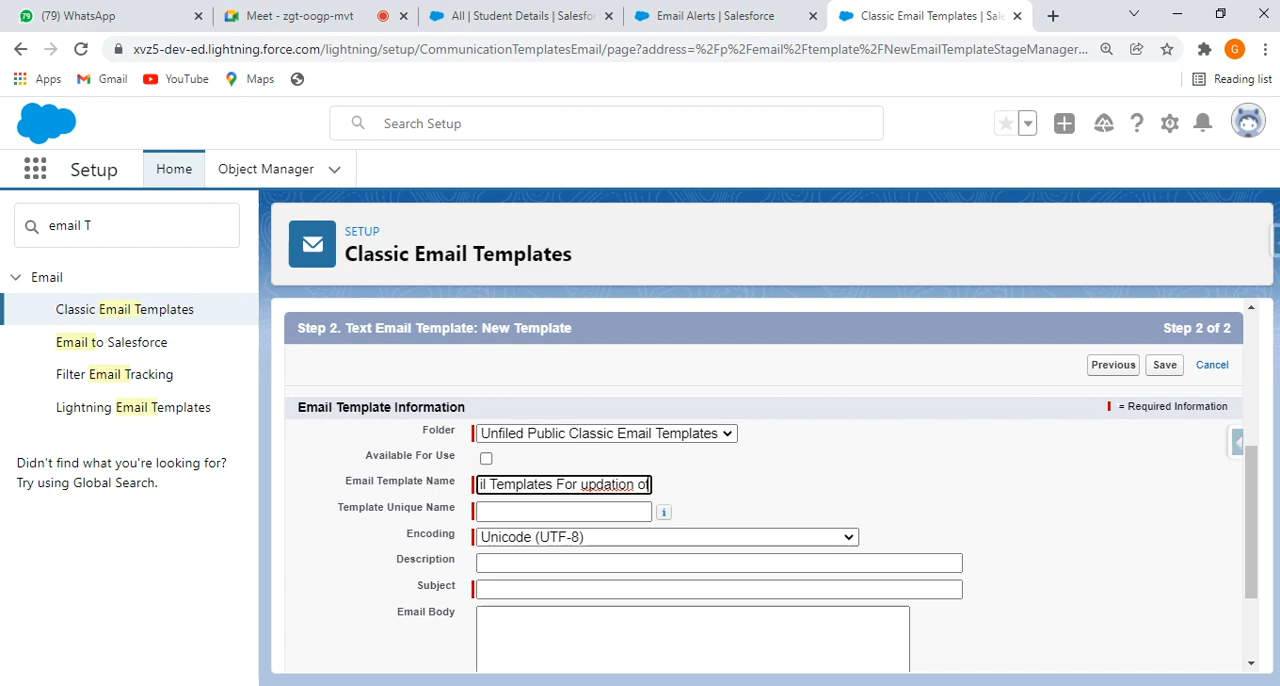 79 (79) WhatsApp
Meet - zgt-oogp-mvt
All | Student Details | Salesfor
Email Alerts | Salesforce
Classic Email Templates | Sale
xvz5-dev-ed.lightning.force.com/lightning/setup/CommunicationTemplatesEmail/page?address=%2Fp%2Femail%2Ftemplate%2FNewEmailTemplateStageManager...
G
Apps
Gmail
YouTube
Maps
Reading list
Search Setup
Setup
Home
Object Manager
email T
SETUP
Classic Email Templates
Email
Classic Email Templates
Email to Salesforce
Filter Email Tracking
Lightning Email Templates
Didn't find what you're looking for?
Try using Global Search.
Step 2. Text Email Template: New Template
Step 2 of 2
Previous
Save
Cancel
Email Template Information
= Required Information
Folder
Unfiled Public Classic Email Templates
Available For Use
Email Template Name
il Templates For updation of
Template Unique Name
i
Encoding
Unicode (UTF-8)
Description
Subject
Email Body